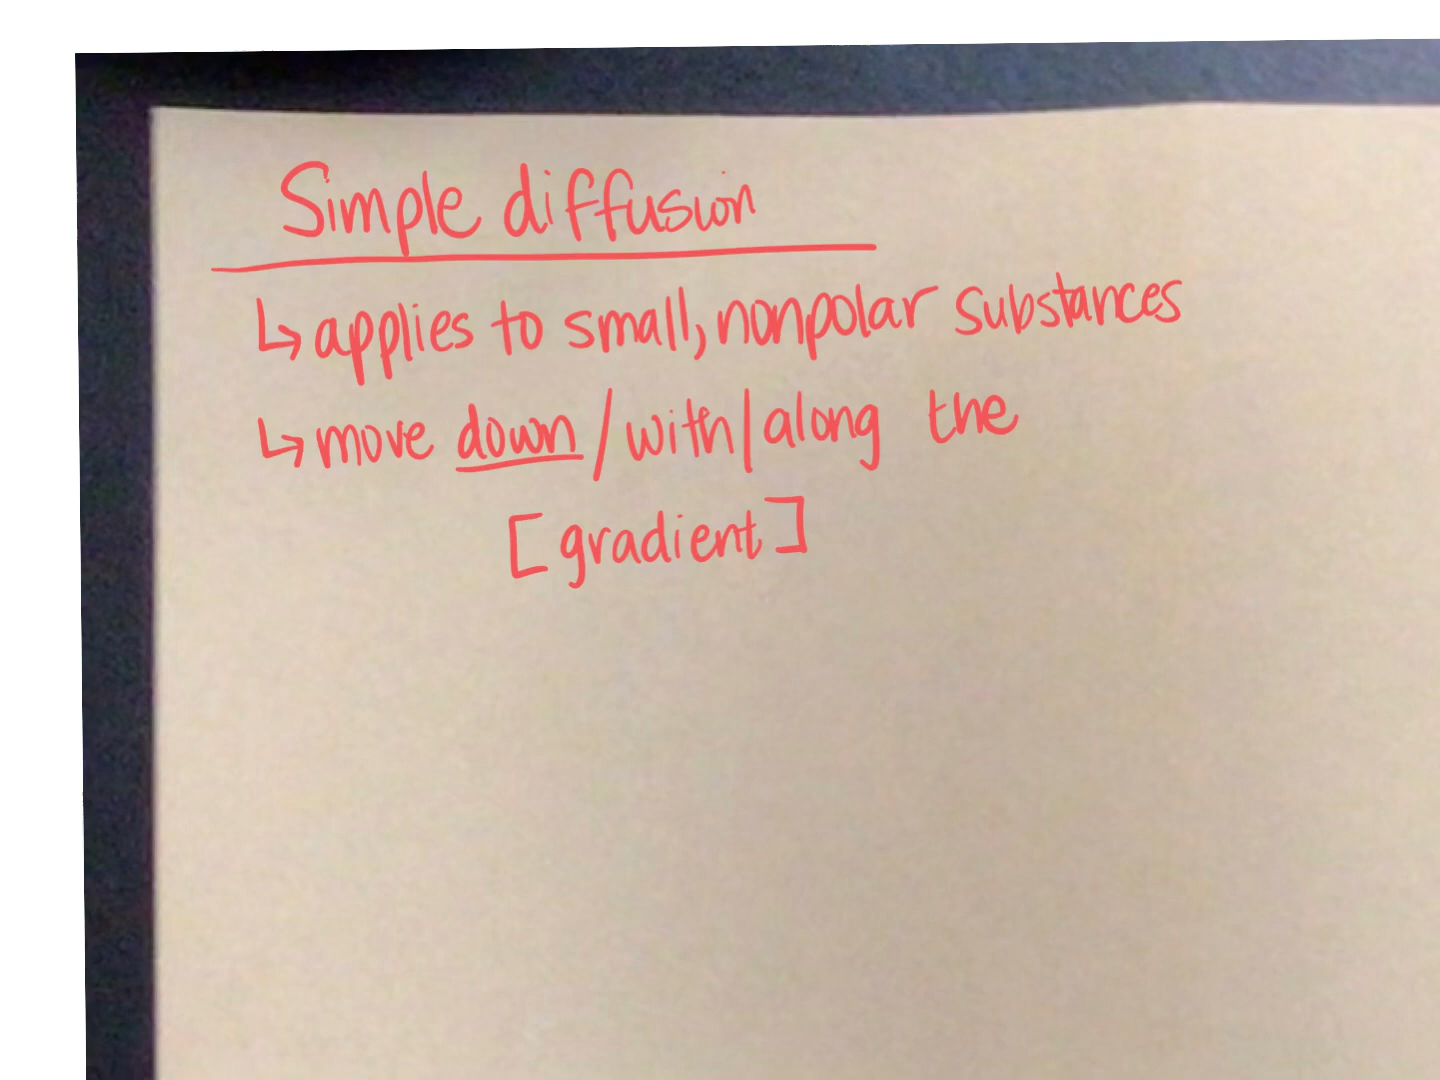 Simple diffusion
↳ applies to small, nonpolar substances
↳ move down / with / along the
[gradient]